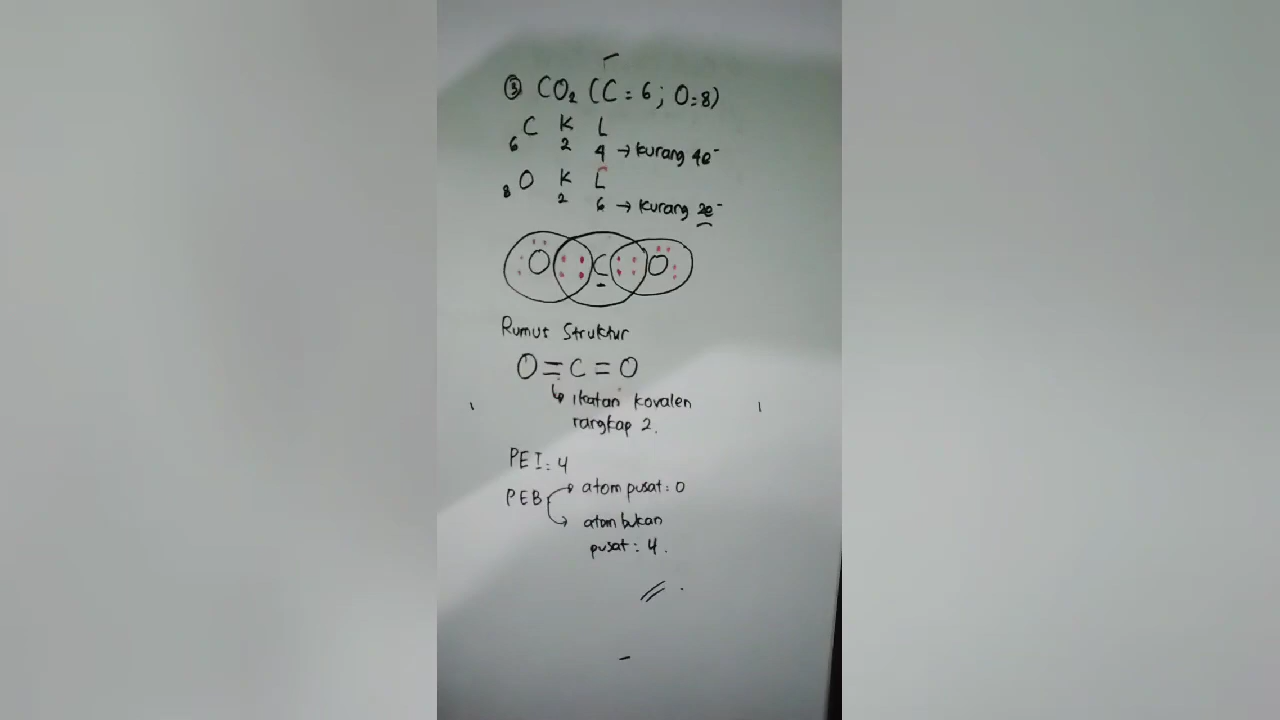 ③ CO₂ (C = 6 ; O = 8)
₆C K L
2 4 → kurang 4e⁻
₈O K L
2 6 → kurang 2e⁻
O C O
Rumus Struktur
O = C = O
↳ ikatan kovalen
rangkap 2.
PEI : 4
PEB → atom pusat : 0
→ atom bukan
pusat : 4.